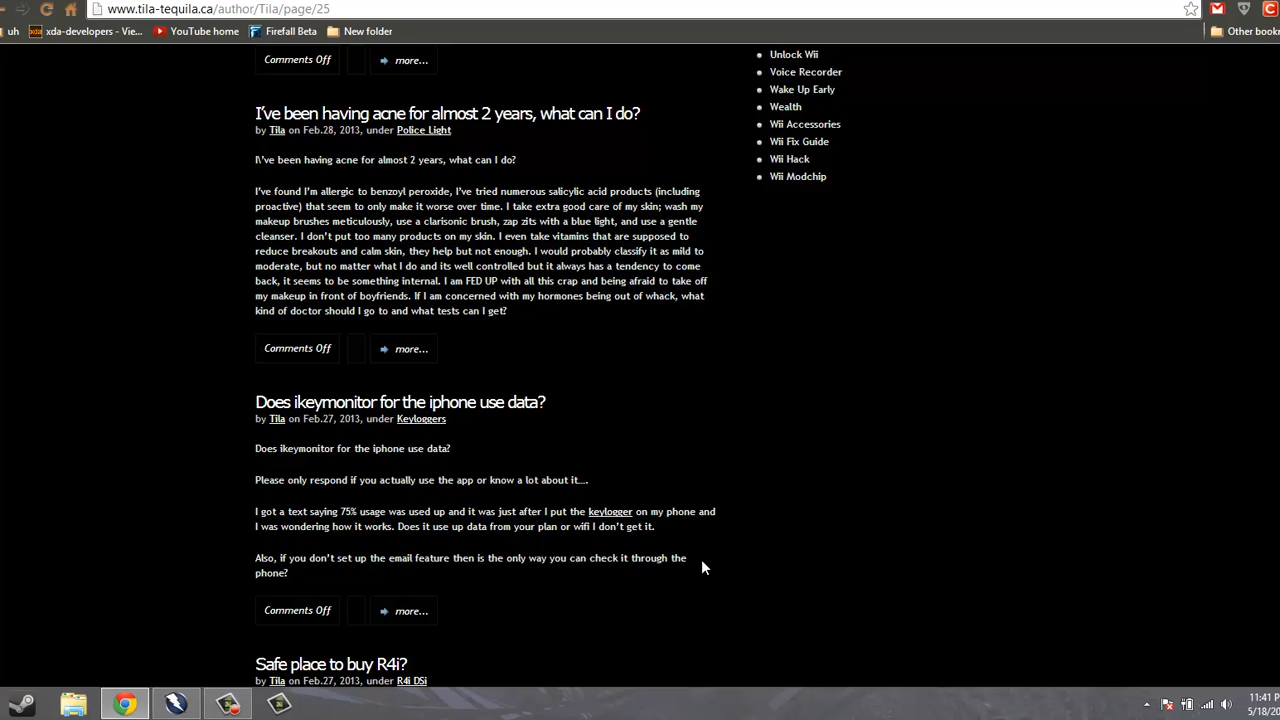 www.tila-tequila.ca/author/Tila/page/25
uh xda-developers - Vie... YouTube home Firefall Beta New folder Other book
Comments Off more...
I've been having acne for almost 2 years, what can I do?
by Tila on Feb.28, 2013, under Police Light
I\'ve been having acne for almost 2 years, what can I do?
I've found I'm allergic to benzoyl peroxide, I've tried numerous salicylic acid products (including
proactive) that seem to only make it worse over time. I take extra good care of my skin; wash my
makeup brushes meticulously, use a clarisonic brush, zap zits with a blue light, and use a gentle
cleanser. I don't put too many products on my skin. I even take vitamins that are supposed to
reduce breakouts and calm skin, they help but not enough. I would probably classify it as mild to
moderate, but no matter what I do and its well controlled but it always has a tendency to come
back, it seems to be something internal. I am FED UP with all this crap and being afraid to take off
my makeup in front of boyfriends. If I am concerned with my hormones being out of whack, what
kind of doctor should I go to and what tests can I get?
Comments Off more...
Does ikeymonitor for the iphone use data?
by Tila on Feb.27, 2013, under Keyloggers
Does ikeymonitor for the iphone use data?
Please only respond if you actually use the app or know a lot about it....
I got a text saying 75% usage was used up and it was just after I put the keylogger on my phone and
I was wondering how it works. Does it use up data from your plan or wifi I don't get it.
Also, if you don't set up the email feature then is the only way you can check it through the
phone?
Comments Off more...
Safe place to buy R4i?
by Tila on Feb.27, 2013, under R4i DSi
Unlock Wii
Voice Recorder
Wake Up Early
Wealth
Wii Accessories
Wii Fix Guide
Wii Hack
Wii Modchip
11:41 P
5/18/20